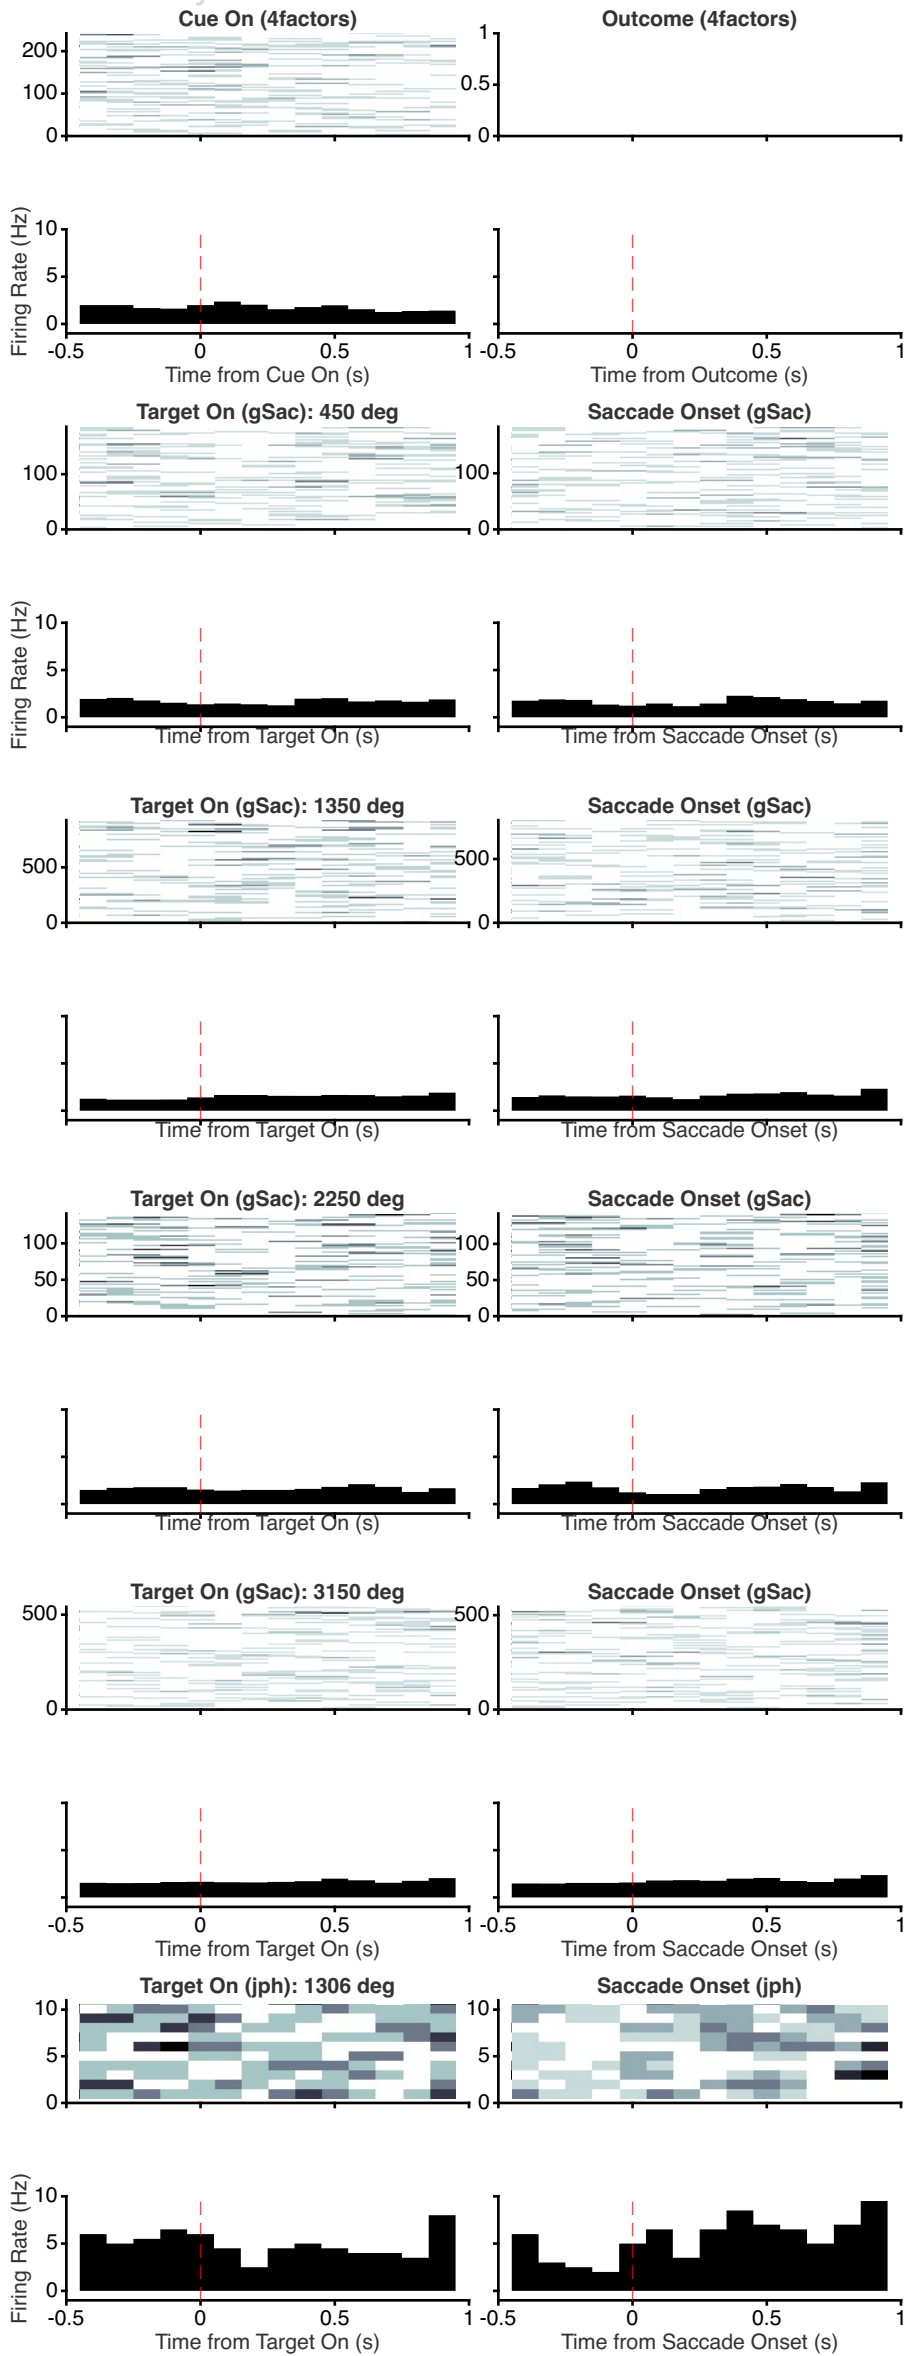 Cue On (4factors) Outcome (4factors)
200
100
0
1
0.5
0
Firing Rate (Hz)
10
5
0
-0.5 0 0.5 1 -0.5 0 0.5 1
Time from Cue On (s) Time from Outcome (s)
Target On (gSac): 450 deg Saccade Onset (gSac)
100
0
100
0
Firing Rate (Hz)
10
5
0
Time from Target On (s) Time from Saccade Onset (s)
Target On (gSac): 1350 deg Saccade Onset (gSac)
500
0
500
0
Time from Target On (s) Time from Saccade Onset (s)
Target On (gSac): 2250 deg Saccade Onset (gSac)
100
50
0
100
50
0
Time from Target On (s) Time from Saccade Onset (s)
Target On (gSac): 3150 deg Saccade Onset (gSac)
500
0
500
0
-0.5 0 0.5 1 -0.5 0 0.5 1
Time from Target On (s) Time from Saccade Onset (s)
Target On (jph): 1306 deg Saccade Onset (jph)
10
5
0
10
5
0
Firing Rate (Hz)
10
5
0
-0.5 0 0.5 1 -0.5 0 0.5 1
Time from Target On (s) Time from Saccade Onset (s)